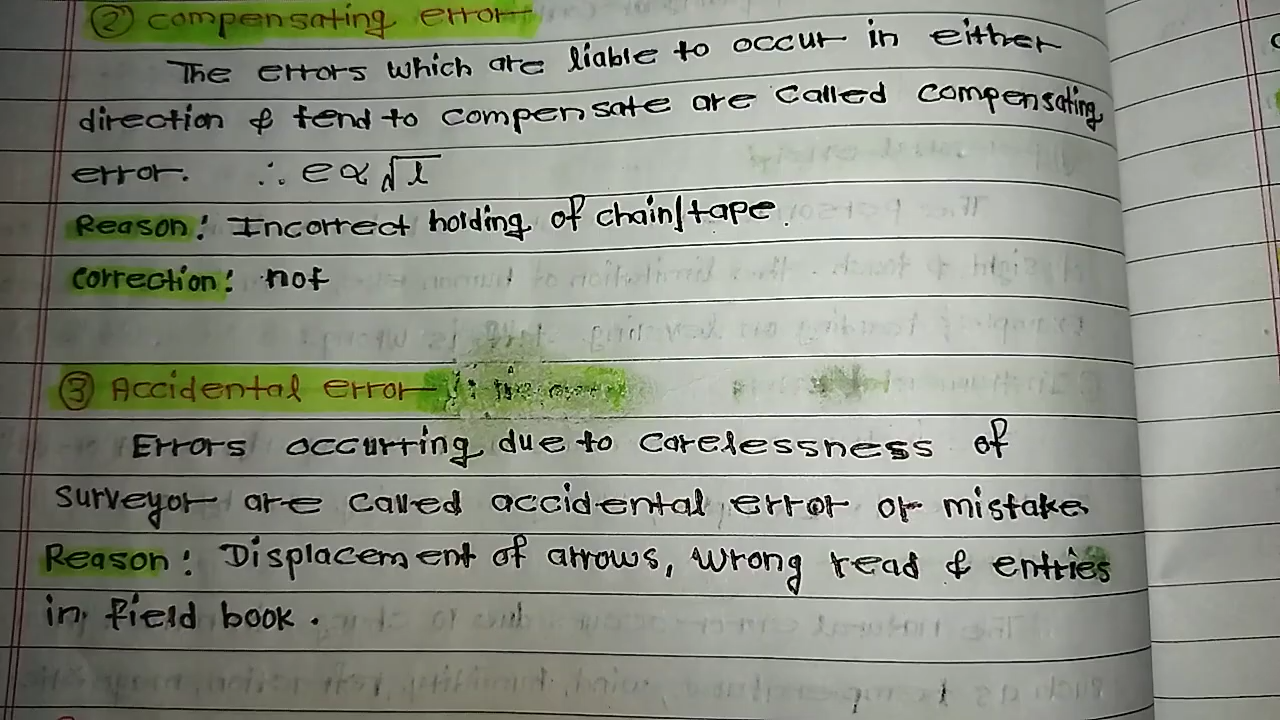 ② compensating error
The errors which are liable to occur in either
direction & tend to compensate are called compensating
error. ∴ e ∝ √l
Reason: Incorrect holding of chain/tape.
correction: not
③ Accidental error
Errors occurring due to carelessness of
surveyor are called accidental error or mistake
Reason: Displacement of arrows, wrong read & entries
in field book.